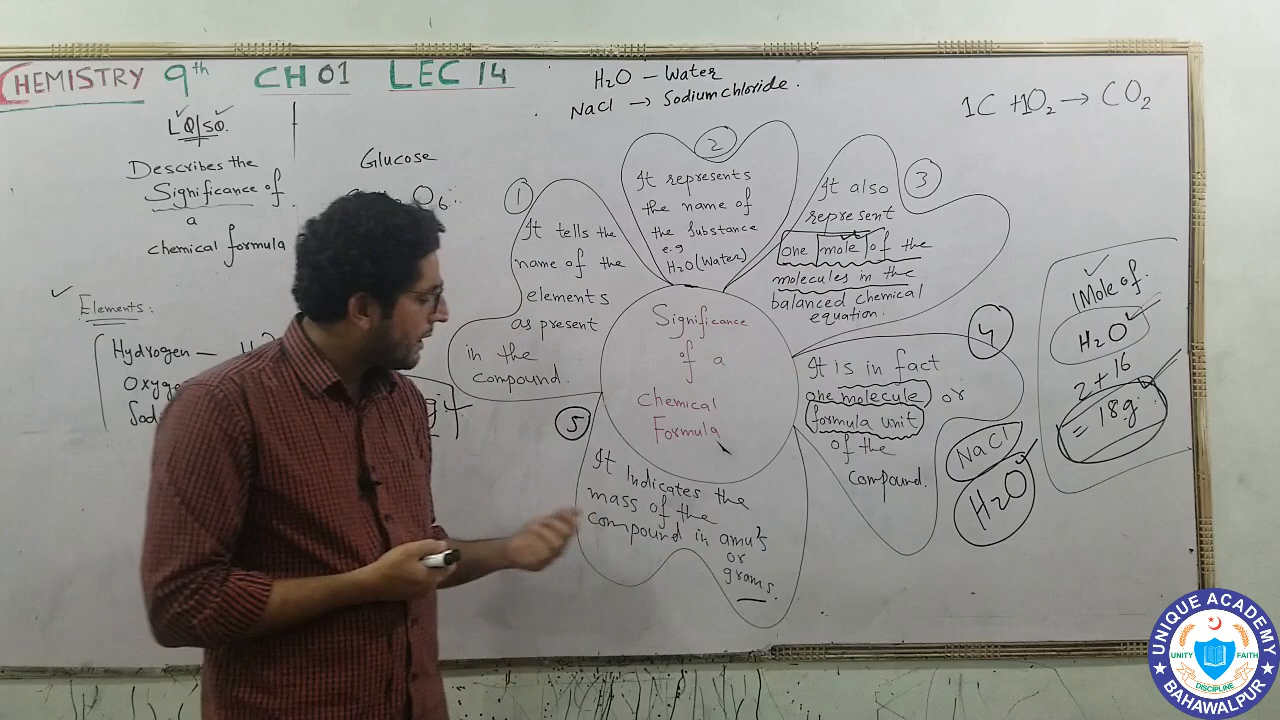 CHEMISTRY 9th CH 01 LEC 14
H2O – Water
NaCl → Sodium chloride.
1C + 1O2 → CO2
LQ/SQ.
Describes the
Significance of
a
chemical formula
Glucose
O6
Elements:
Hydrogen –
1
It tells the
name of the
elements
as present
in the
compound.
2
It represents
the name of
the substance
e.g
H2O (Water)
3
It also
represent
one mole of the
molecules in the
balanced chemical
equation.
4
It is in fact
one molecule or
formula unit
of the
compound.
NaCl
H2O
5
It indicates the
mass of the
compound in amu's
or
grams.
Significance
of a
Chemical
Formula
1 Mole of
H2O
2 + 16
= 18g
UNIQUE ACADEMY
UNITY FAITH
DISCIPLINE
BAHAWALPUR